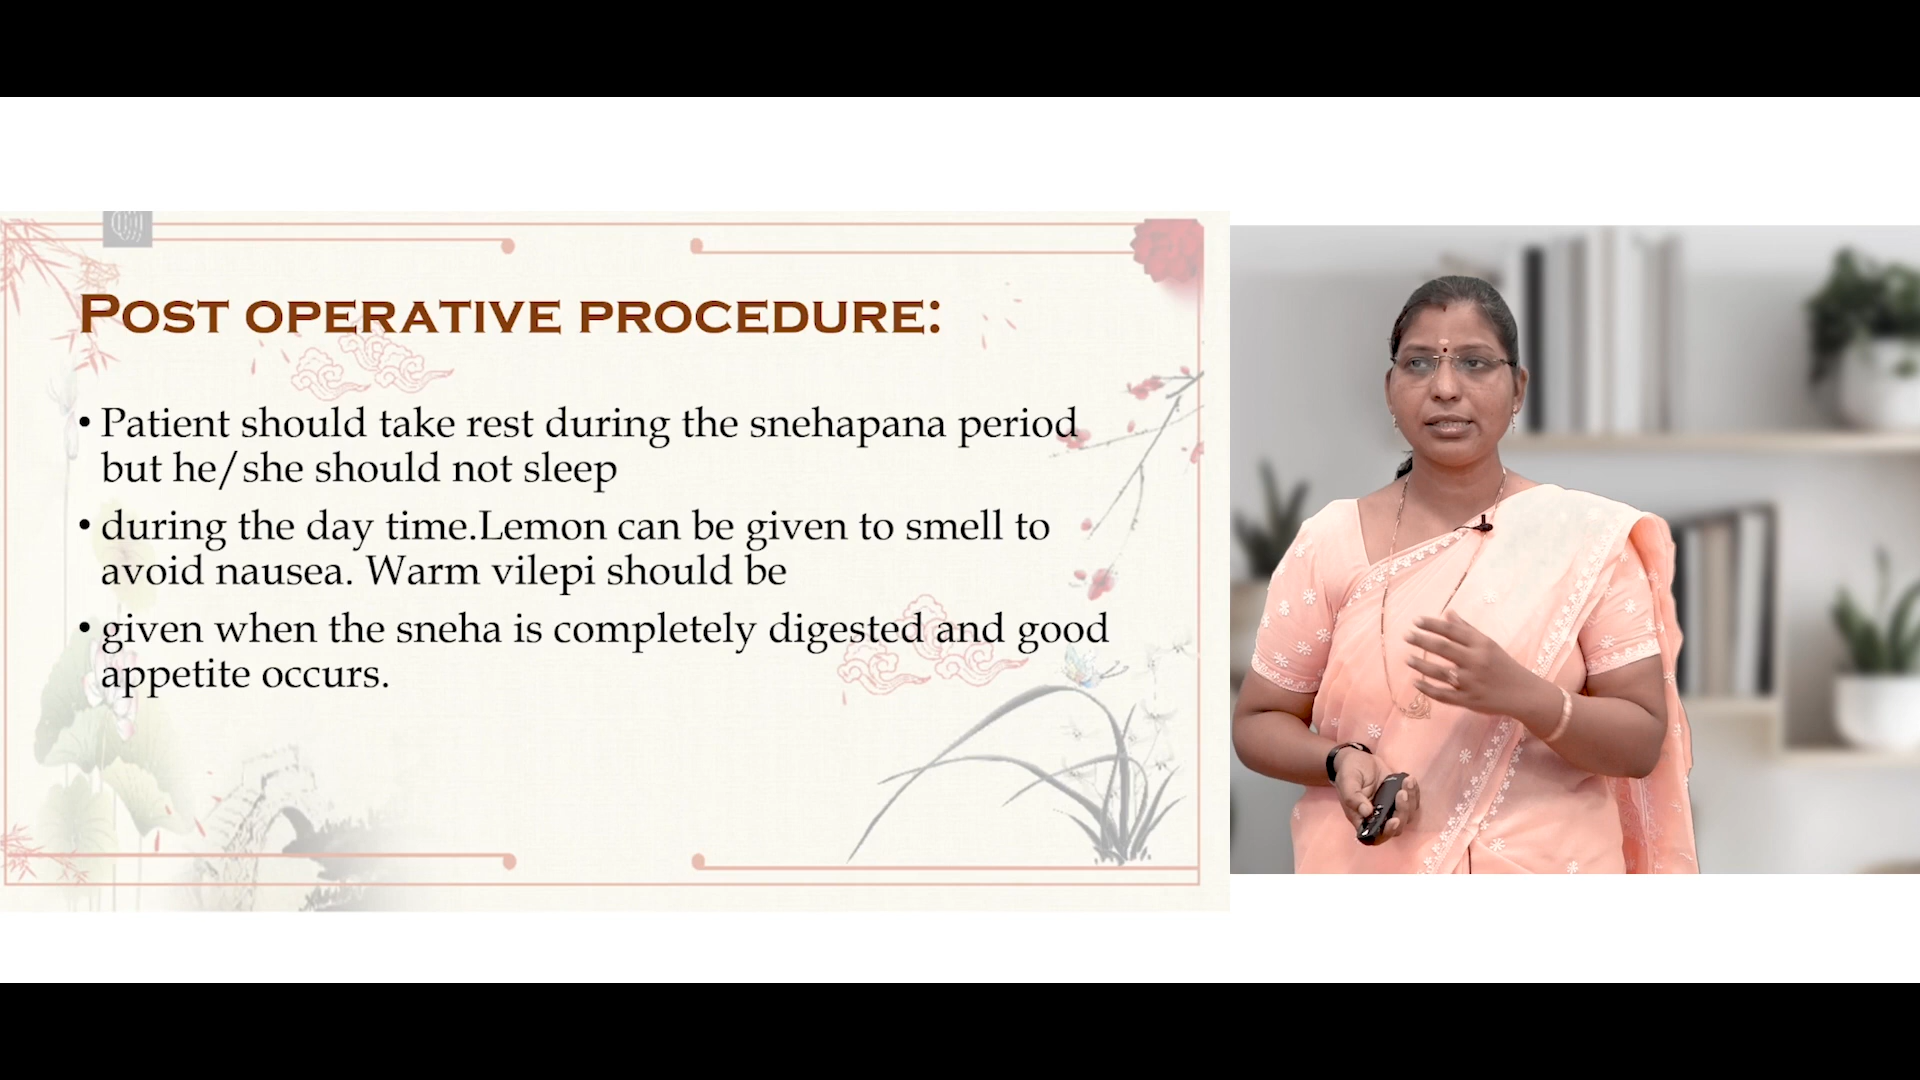 POST OPERATIVE PROCEDURE:
• Patient should take rest during the snehapana period
but he/she should not sleep
• during the day time.Lemon can be given to smell to
avoid nausea. Warm vilepi should be
• given when the sneha is completely digested and good
appetite occurs.